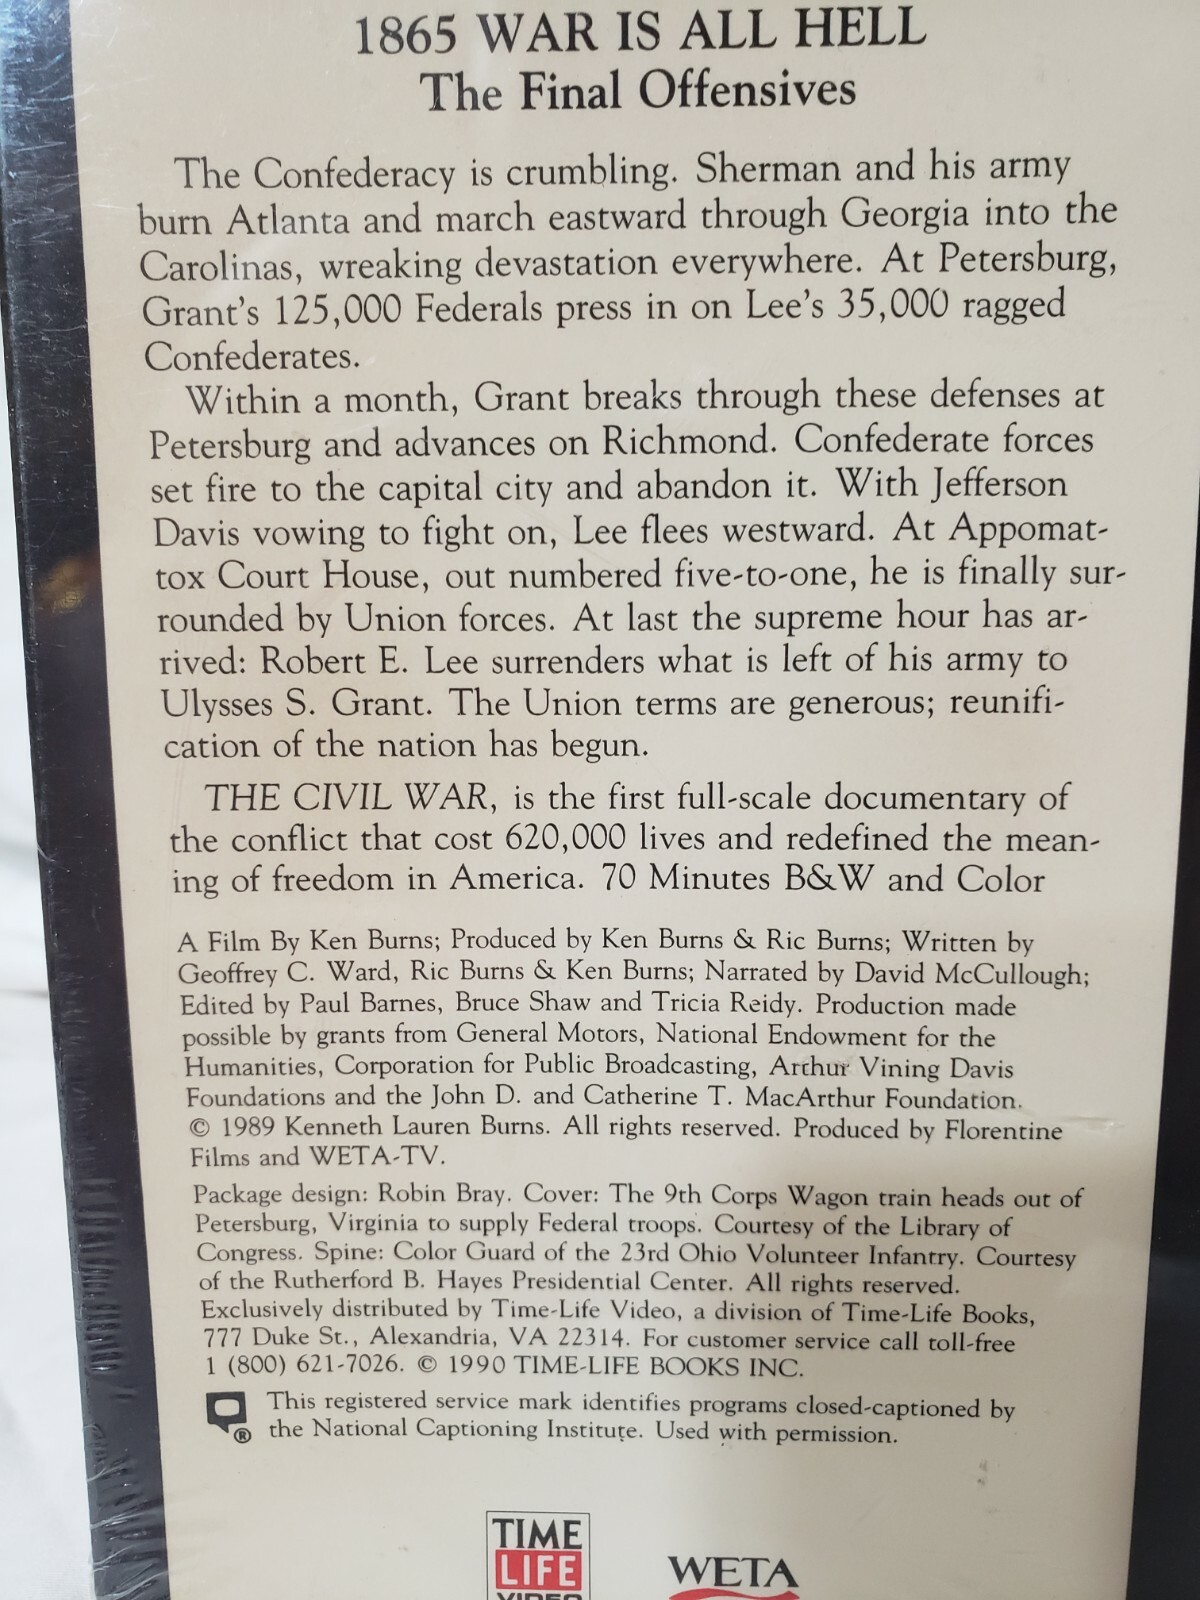 1865 WAR IS ALL HELL
The Final Offensives
The Confederacy is crumbling. Sherman and his army
burn Atlanta and march eastward through Georgia into the
Carolinas, wreaking devastation everywhere. At Petersburg,
Grant's 125,000 Federals press in on Lee's 35,000 ragged
Confederates.
Within a month, Grant breaks through these defenses at
Petersburg and advances on Richmond. Confederate forces
set fire to the capital city and abandon it. With Jefferson
Davis vowing to fight on, Lee flees westward. At Appomat-
tox Court House, out numbered five-to-one, he is finally sur-
rounded by Union forces. At last the supreme hour has ar-
rived: Robert E. Lee surrenders what is left of his army to
Ulysses S. Grant. The Union terms are generous; reunifi-
cation of the nation has begun.
THE CIVIL WAR, is the first full-scale documentary of
the conflict that cost 620,000 lives and redefined the mean-
ing of freedom in America. 70 Minutes B&W and Color
A Film By Ken Burns; Produced by Ken Burns & Ric Burns; Written by
Geoffrey C. Ward, Ric Burns & Ken Burns; Narrated by David McCullough;
Edited by Paul Barnes, Bruce Shaw and Tricia Reidy. Production made
possible by grants from General Motors, National Endowment for the
Humanities, Corporation for Public Broadcasting, Arthur Vining Davis
Foundations and the John D. and Catherine T. MacArthur Foundation.
© 1989 Kenneth Lauren Burns. All rights reserved. Produced by Florentine
Films and WETA-TV.
Package design: Robin Bray. Cover: The 9th Corps Wagon train heads out of
Petersburg, Virginia to supply Federal troops. Courtesy of the Library of
Congress. Spine: Color Guard of the 23rd Ohio Volunteer Infantry. Courtesy
of the Rutherford B. Hayes Presidential Center. All rights reserved.
Exclusively distributed by Time-Life Video, a division of Time-Life Books,
777 Duke St., Alexandria, VA 22314. For customer service call toll-free
1 (800) 621-7026. © 1990 TIME-LIFE BOOKS INC.
This registered service mark identifies programs closed-captioned by
® the National Captioning Institute. Used with permission.
TIME
LIFE
VIDEO
WETA